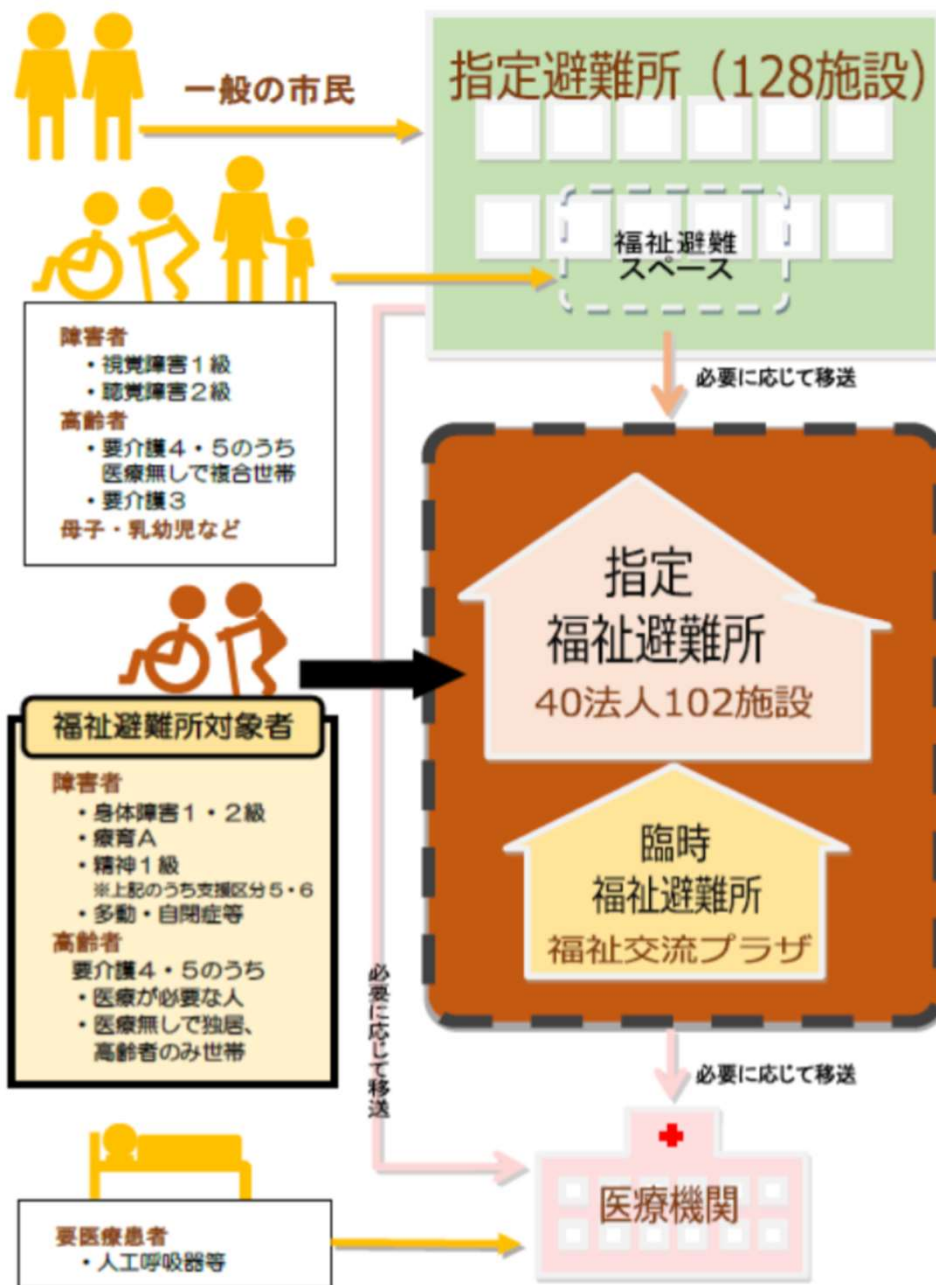 一般の市民
指定避難所（128施設）
福祉避難
スペース
障害者
・視覚障害１級
・聴覚障害２級
高齢者
・要介護４・５のうち
医療無しで複合世帯
・要介護３
母子・乳幼児など
必要に応じて移送
指定
福祉避難所
40法人102施設
福祉避難所対象者
障害者
・身体障害１・２級
・療育A
・精神１級
※上記のうち支援区分５・６
・多動・自閉症等
高齢者
要介護４・５のうち
・医療が必要な人
・医療無しで独居、
高齢者のみ世帯
臨時
福祉避難所
福祉交流プラザ
必要に応じて移送
必要に応じて移送
医療機関
要医療患者
・人工呼吸器等